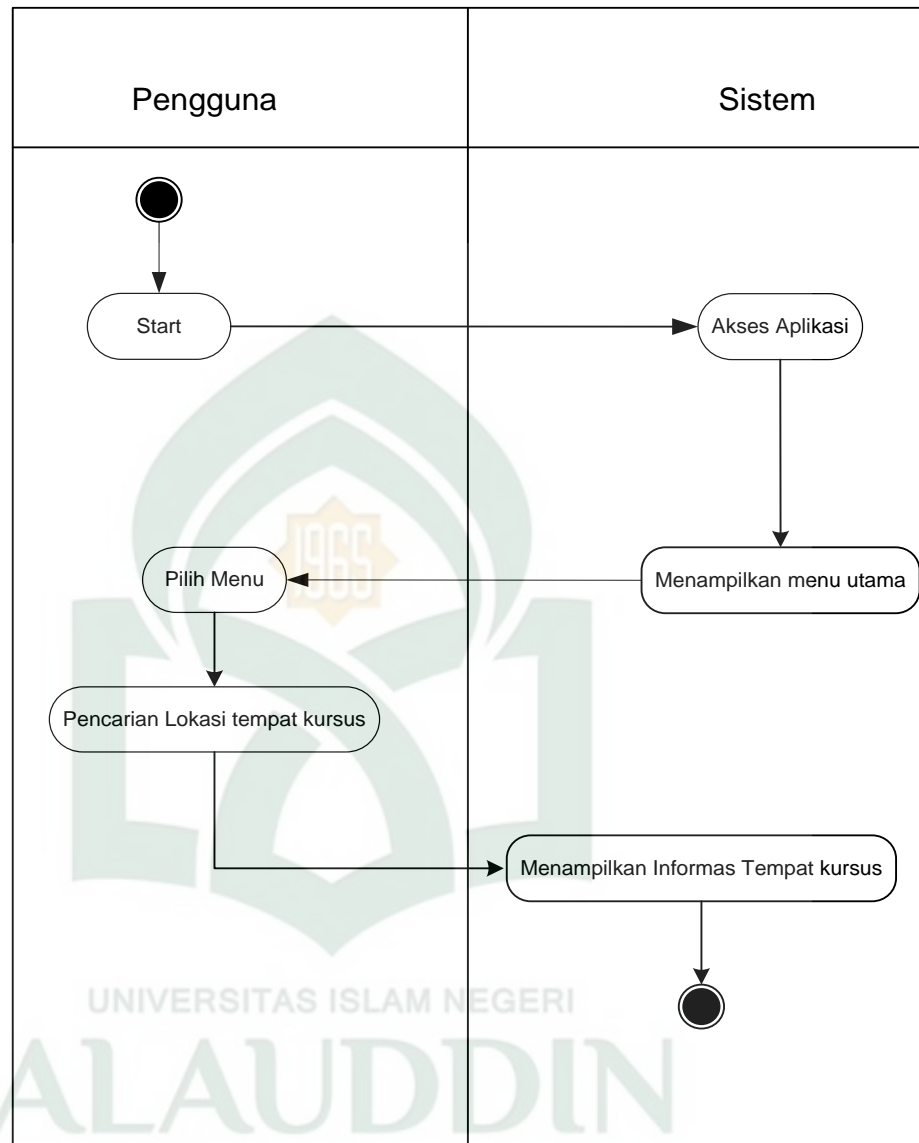 Pengguna
Sistem
Start
Akses Aplikasi
1965
Pilih Menu
Menampilkan menu utama
Pencarian Lokasi tempat kursus
Menampilkan Informas Tempat kursus
UNIVERSITAS ISLAM NEGERI
ALAUDDIN